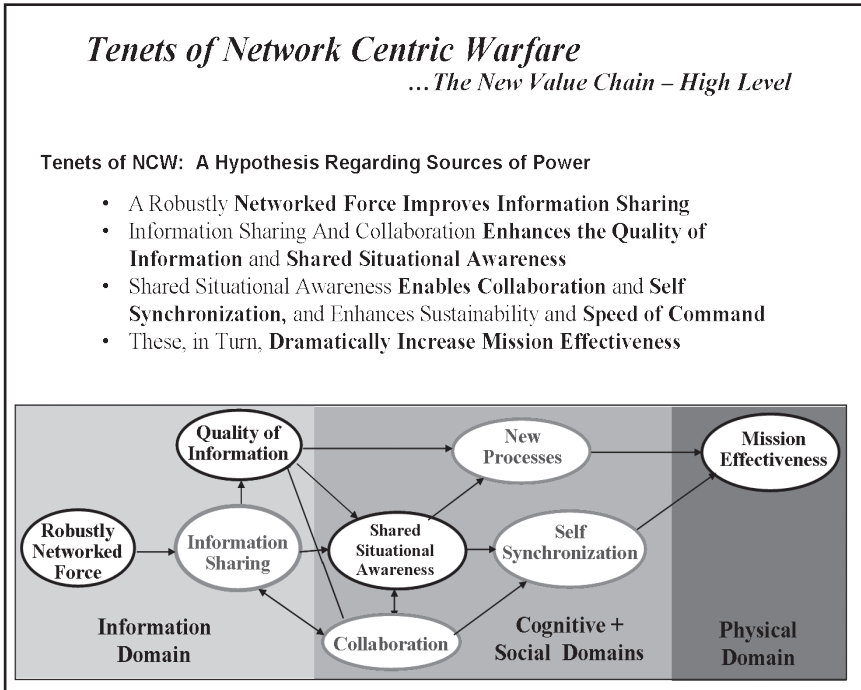 Tenets of Network Centric Warfare
…The New Value Chain – High Level
Tenets of NCW: A Hypothesis Regarding Sources of Power
• A Robustly Networked Force Improves Information Sharing
• Information Sharing And Collaboration Enhances the Quality of
Information and Shared Situational Awareness
• Shared Situational Awareness Enables Collaboration and Self
Synchronization, and Enhances Sustainability and Speed of Command
• These, in Turn, Dramatically Increase Mission Effectiveness
Quality of
Information
New
Processes
Mission
Effectiveness
Robustly
Networked
Force
Information
Sharing
Shared
Situational
Awareness
Self
Synchronization
Collaboration
Information
Domain
Cognitive +
Social Domains
Physical
Domain